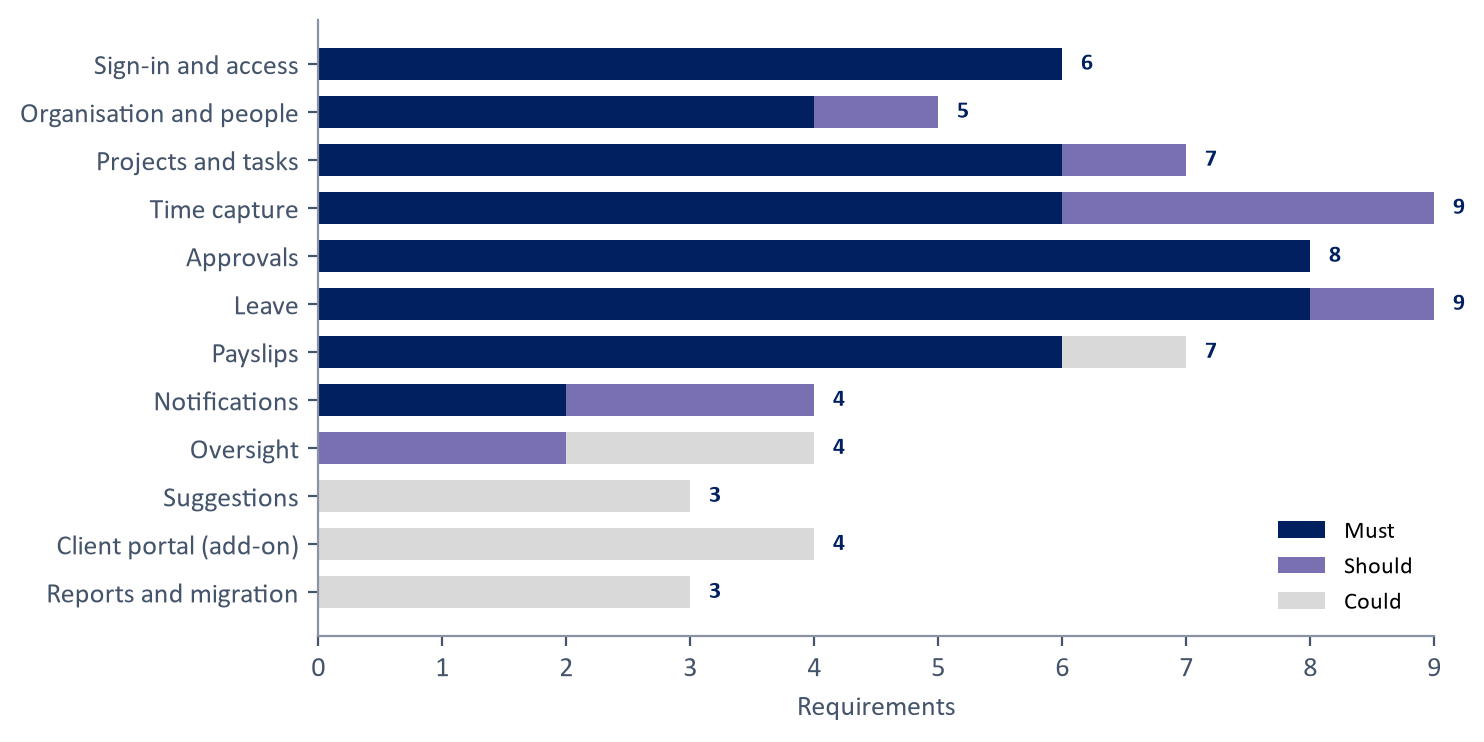 Sign-in and access 6
Organisation and people 5
Projects and tasks 7
Time capture 9
Approvals 8
Leave 9
Payslips 7
Notifications 4
Oversight 4
Suggestions 3
Client portal (add-on) 4
Reports and migration 3
Must
Should
Could
0 1 2 3 4 5 6 7 8 9
Requirements